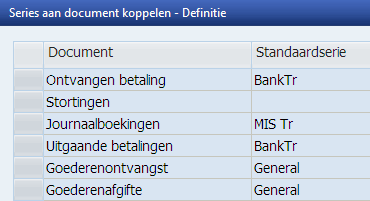 Series aan document koppelen - Definitie
Document Standaardserie
Ontvangen betaling BankTr
Stortingen
Journaalboekingen MIS Tr
Uitgaande betalingen BankTr
Goederenontvangst General
Goederenafgifte General